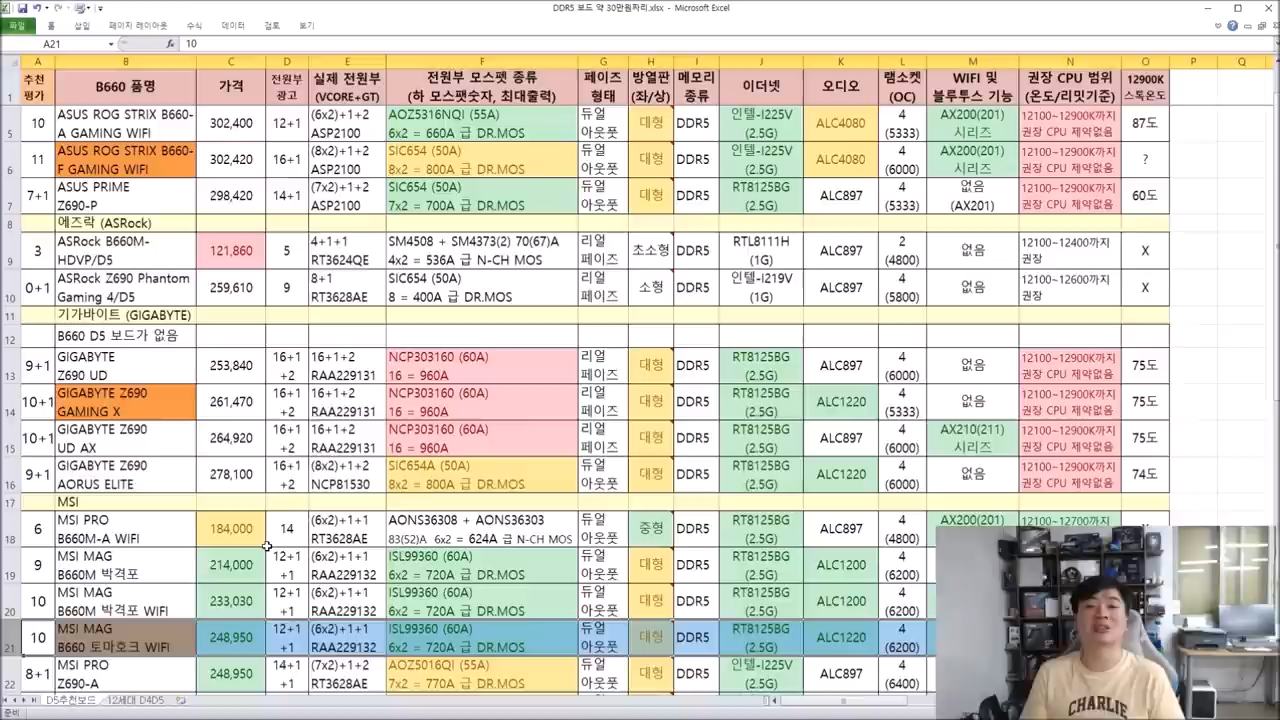 DDR5 보드 약 30만원짜리.xlsx - Microsoft Excel
파일 홈 삽입 페이지 레이아웃 수식 데이터 검토 보기
A21 fx 10
A B C D E F G H I J K L M N O P Q
1 추천 평가 B660 품명 가격 전원부 광고 실제 전원부 (VCORE+GT) 전원부 모스펫 종류 (하 모스팻숫자, 최대출력) 페이즈 형태 방열판 (좌/상) 메모리 종류 이더넷 오디오 램소켓 (OC) WIFI 및 블루투스 기능 권장 CPU 범위 (온도/리밋기준) 12900K 스톡온도
5 10 ASUS ROG STRIX B660-A GAMING WIFI 302,400 12+1 (6x2)+1+1 ASP2100 AOZ5316NQI (55A) 6x2 = 660A 급 DR.MOS 듀얼 아웃풋 대형 DDR5 인텔-I225V (2.5G) ALC4080 4 (5333) AX200(201) 시리즈 12100~12900K까지 권장 CPU 제약없음 87도
6 11 ASUS ROG STRIX B660-F GAMING WIFI 302,420 16+1 (8x2)+1+1 ASP2100 SIC654 (50A) 8x2 = 800A 급 DR.MOS 듀얼 아웃풋 대형 DDR5 인텔-I225V (2.5G) ALC4080 4 (6000) AX200(201) 시리즈 12100~12900K까지 권장 CPU 제약없음 ?
7 7+1 ASUS PRIME Z690-P 298,420 14+1 (7x2)+1+1 ASP2100 SIC654 (50A) 7x2 = 700A 급 DR.MOS 듀얼 아웃풋 대형 DDR5 RT8125BG (2.5G) ALC897 4 (5333) 없음 (AX201) 12100~12900K까지 권장 CPU 제약없음 60도
8 에즈락 (ASRock)
9 3 ASRock B660M-HDVP/D5 121,860 5 4+1+1 RT3624QE SM4508 + SM4373(2) 70(67)A 4x2 = 536A 급 N-CH MOS 리얼 페이즈 초소형 DDR5 RTL8111H (1G) ALC897 2 (4800) 없음 12100~12400까지 권장 X
10 0+1 ASRock Z690 Phantom Gaming 4/D5 259,610 9 8+1 RT3628AE SIC654 (50A) 8 = 400A 급 DR.MOS 리얼 페이즈 소형 DDR5 인텔-I219V (1G) ALC897 4 (5800) 없음 12100~12600까지 권장 X
11 기가바이트 (GIGABYTE)
12 B660 D5 보드가 없음
13 9+1 GIGABYTE Z690 UD 253,840 16+1 +2 16+1+2 RAA229131 NCP303160 (60A) 16 = 960A 리얼 페이즈 대형 DDR5 RT8125BG (2.5G) ALC897 4 (6000) 없음 12100~12900K까지 권장 CPU 제약없음 75도
14 10+1 GIGABYTE Z690 GAMING X 261,470 16+1 +2 16+1+2 RAA229131 NCP303160 (60A) 16 = 960A 리얼 페이즈 대형 DDR5 RT8125BG (2.5G) ALC1220 4 (5333) 없음 12100~12900K까지 권장 CPU 제약없음 75도
15 10+1 GIGABYTE Z690 UD AX 264,920 16+1 +2 16+1+2 RAA229131 NCP303160 (60A) 16 = 960A 리얼 페이즈 대형 DDR5 RT8125BG (2.5G) ALC897 4 (6000) AX210(211) 시리즈 12100~12900K까지 권장 CPU 제약없음 75도
16 9+1 GIGABYTE Z690 AORUS ELITE 278,100 16+1 +2 (8x2)+1+2 NCP81530 SIC654A (50A) 8x2 = 800A 급 DR.MOS 듀얼 아웃풋 대형 DDR5 RT8125BG (2.5G) ALC1220 4 (6000) 없음 12100~12900K까지 권장 CPU 제약없음 74도
17 MSI
18 6 MSI PRO B660M-A WIFI 184,000 14 (6x2)+1+1 RT3628AE AONS36308 + AONS36303 83(52)A 6x2 = 624A 급 N-CH MOS 듀얼 아웃풋 중형 DDR5 RT8125BG (2.5G) ALC897 4 (4800) AX200(201) 12100~12700까지
19 9 MSI MAG B660M 박격포 214,000 12+1 +1 (6x2)+1+1 RAA229132 ISL99360 (60A) 6x2 = 720A 급 DR.MOS 듀얼 아웃풋 대형 DDR5 RT8125BG (2.5G) ALC1200 4 (6200)
20 10 MSI MAG B660M 박격포 WIFI 233,030 12+1 +1 (6x2)+1+1 RAA229132 ISL99360 (60A) 6x2 = 720A 급 DR.MOS 듀얼 아웃풋 대형 DDR5 RT8125BG (2.5G) ALC1200 4 (6200)
21 10 MSI MAG B660 토마호크 WIFI 248,950 12+1 +1 (6x2)+1+1 RAA229132 ISL99360 (60A) 6x2 = 720A 급 DR.MOS 듀얼 아웃풋 대형 DDR5 RT8125BG (2.5G) ALC1220 4 (6200)
22 8+1 MSI PRO Z690-A 248,950 14+1 +1 (7x2)+1+1 RT3628AE AOZ5016QI (55A) 7x2 = 770A 급 DR.MOS 듀얼 아웃풋 대형 DDR5 인텔-I225V (2.5G) ALC897 4 (6400)
D5추천보드 12세대 D4D5
준비
CHARLIE